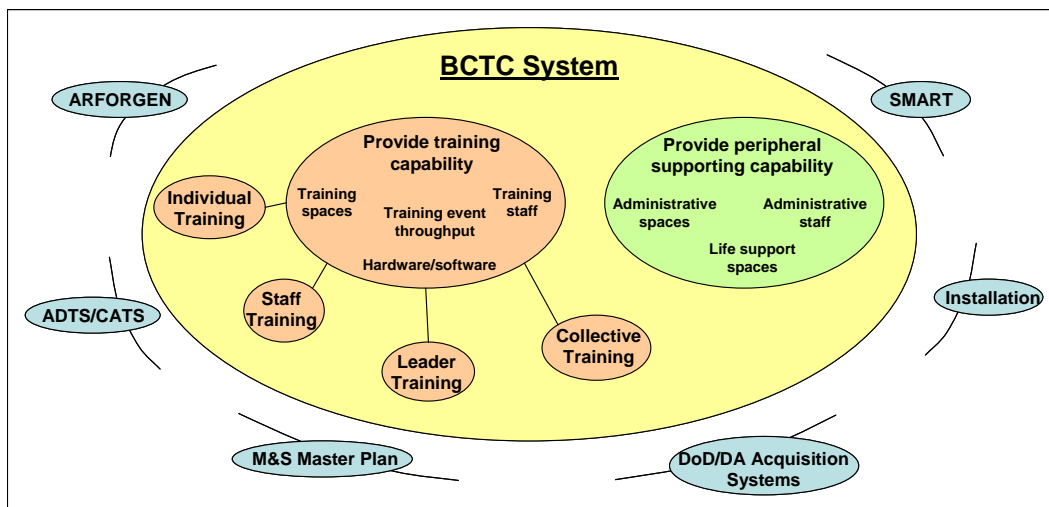 BCTC System
ARFORGEN
SMART
Provide training
capability
Provide peripheral
supporting capability
Individual
Training
Training
spaces
Training event
throughput
Training
staff
Hardware/software
Administrative
spaces
Administrative
staff
Life support
spaces
ADTS/CATS
Staff
Training
Leader
Training
Collective
Training
Installation
M&S Master Plan
DoD/DA Acquisition
Systems